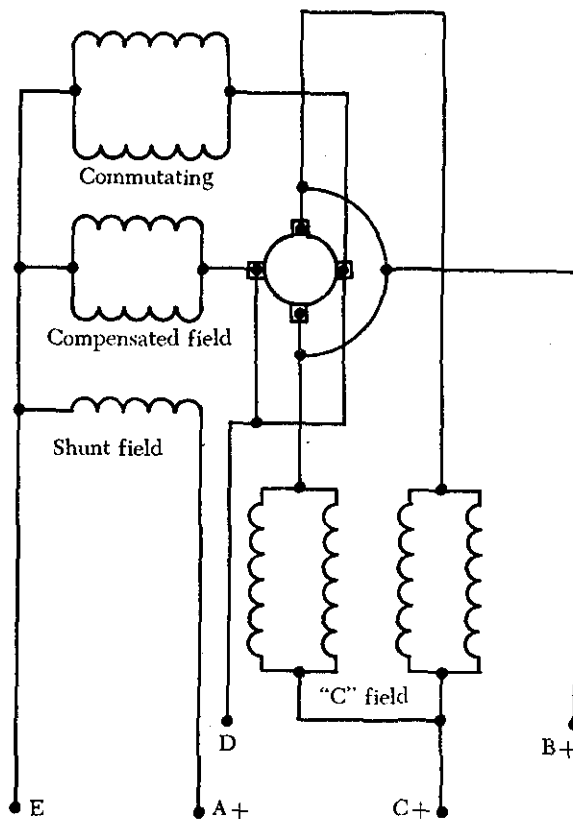 Commutating
Compensated field
Shunt field
"C" field
D
B+
E
A+
C+